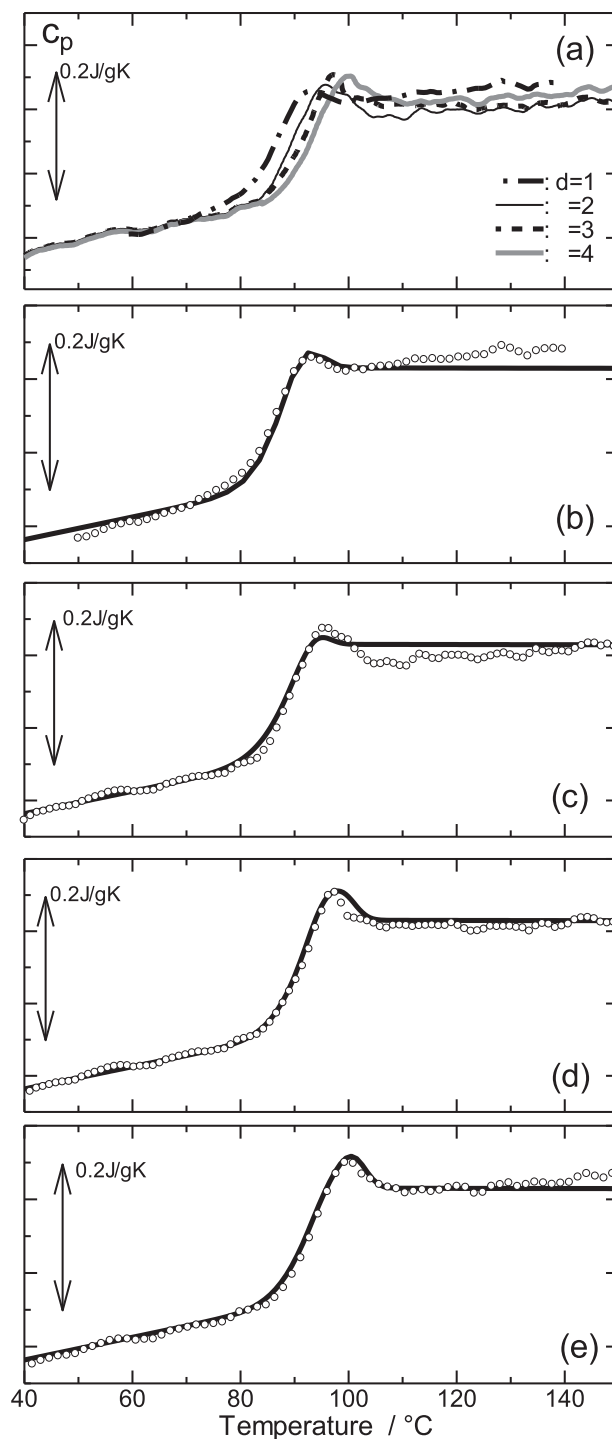 cp
(a)
0.2J/gK
: d=1
: =2
: =3
: =4
0.2J/gK
(b)
0.2J/gK
(c)
0.2J/gK
(d)
0.2J/gK
(e)
40 60 80 100 120 140
Temperature / °C